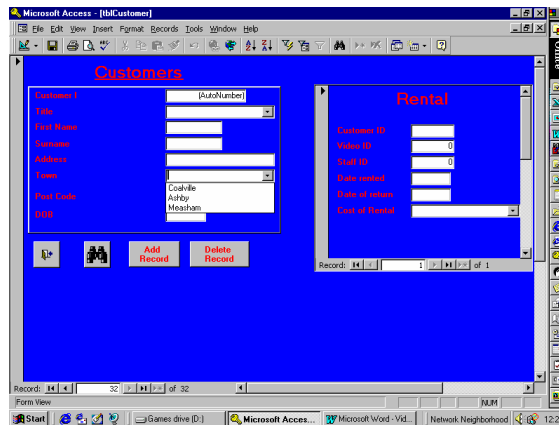 Microsoft Access - [tblCustomer]
File Edit View Insert Format Records Tools Window Help
Customers
Customer I (AutoNumber)
Title
First Name
Surname
Address
Town
Coalville
Ashby
Measham
Post Code
DOB
Add Record
Delete Record
Rental
Customer ID
Video ID 0
Staff ID 0
Date rented
Date of return
Cost of Rental
Record: 1 of 1
Record: 32 of 32
Form View NUM
Start Games drive (D:) Microsoft Acces... Microsoft Word - Vid... Network Neighborhood 12:2
Office